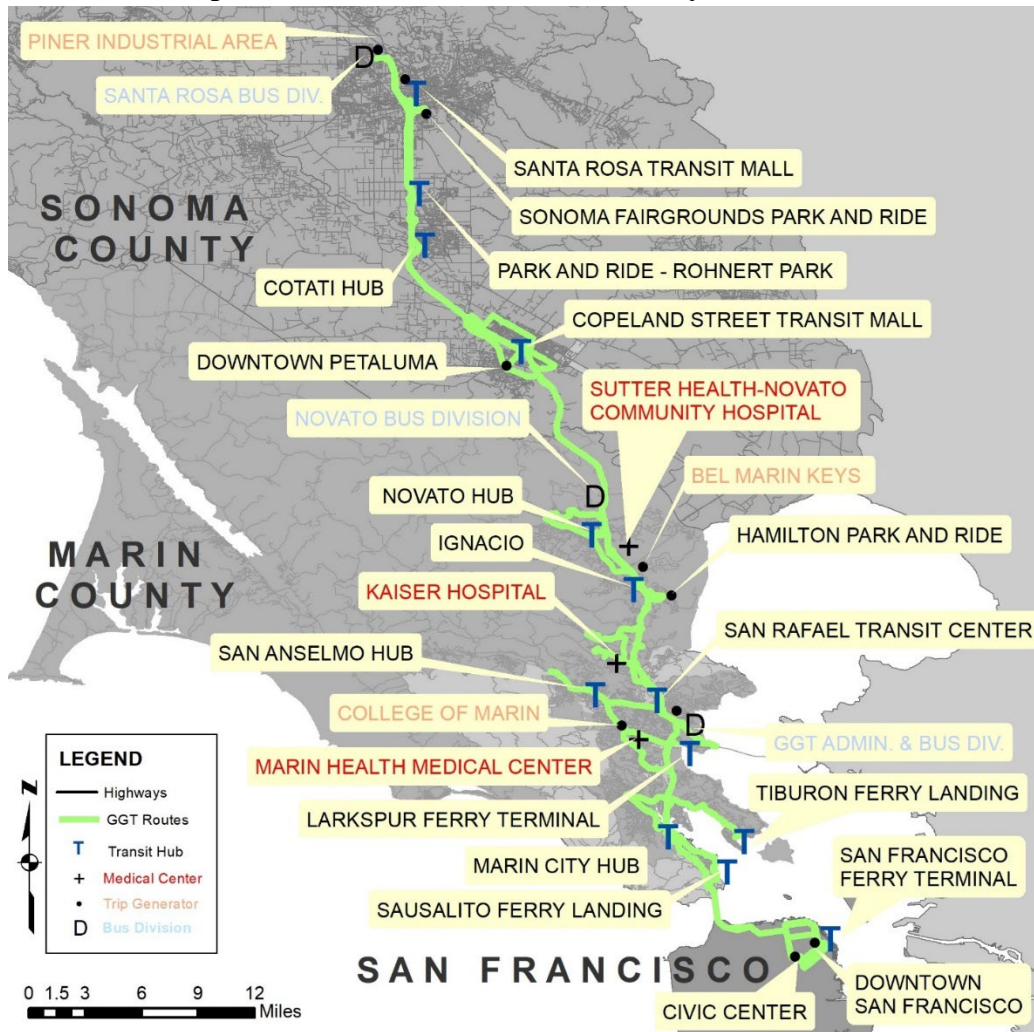 PINER INDUSTRIAL AREA
D
SANTA ROSA BUS DIV.
T
SANTA ROSA TRANSIT MALL
SONOMA
COUNTY
T
SONOMA FAIRGROUNDS PARK AND RIDE
T
PARK AND RIDE - ROHNERT PARK
COTATI HUB
COPELAND STREET TRANSIT MALL
T
DOWNTOWN PETALUMA
SUTTER HEALTH-NOVATO
COMMUNITY HOSPITAL
NOVATO BUS DIVISION
BEL MARIN KEYS
D
NOVATO HUB
T
HAMILTON PARK AND RIDE
IGNACIO
MARIN
COUNTY
T
KAISER HOSPITAL
SAN RAFAEL TRANSIT CENTER
SAN ANSELMO HUB
T
T
COLLEGE OF MARIN
D
GGT ADMIN. & BUS DIV.
T
MARIN HEALTH MEDICAL CENTER
TIBURON FERRY LANDING
LARKSPUR FERRY TERMINAL
T
T
MARIN CITY HUB
SAN FRANCISCO
FERRY TERMINAL
T
SAUSALITO FERRY LANDING
T
SAN FRANCISCO
CIVIC CENTER
DOWNTOWN
SAN FRANCISCO
LEGEND
Highways
GGT Routes
T Transit Hub
+ Medical Center
• Trip Generator
D Bus Division
Z
0 1.5 3 6 9 12
Miles